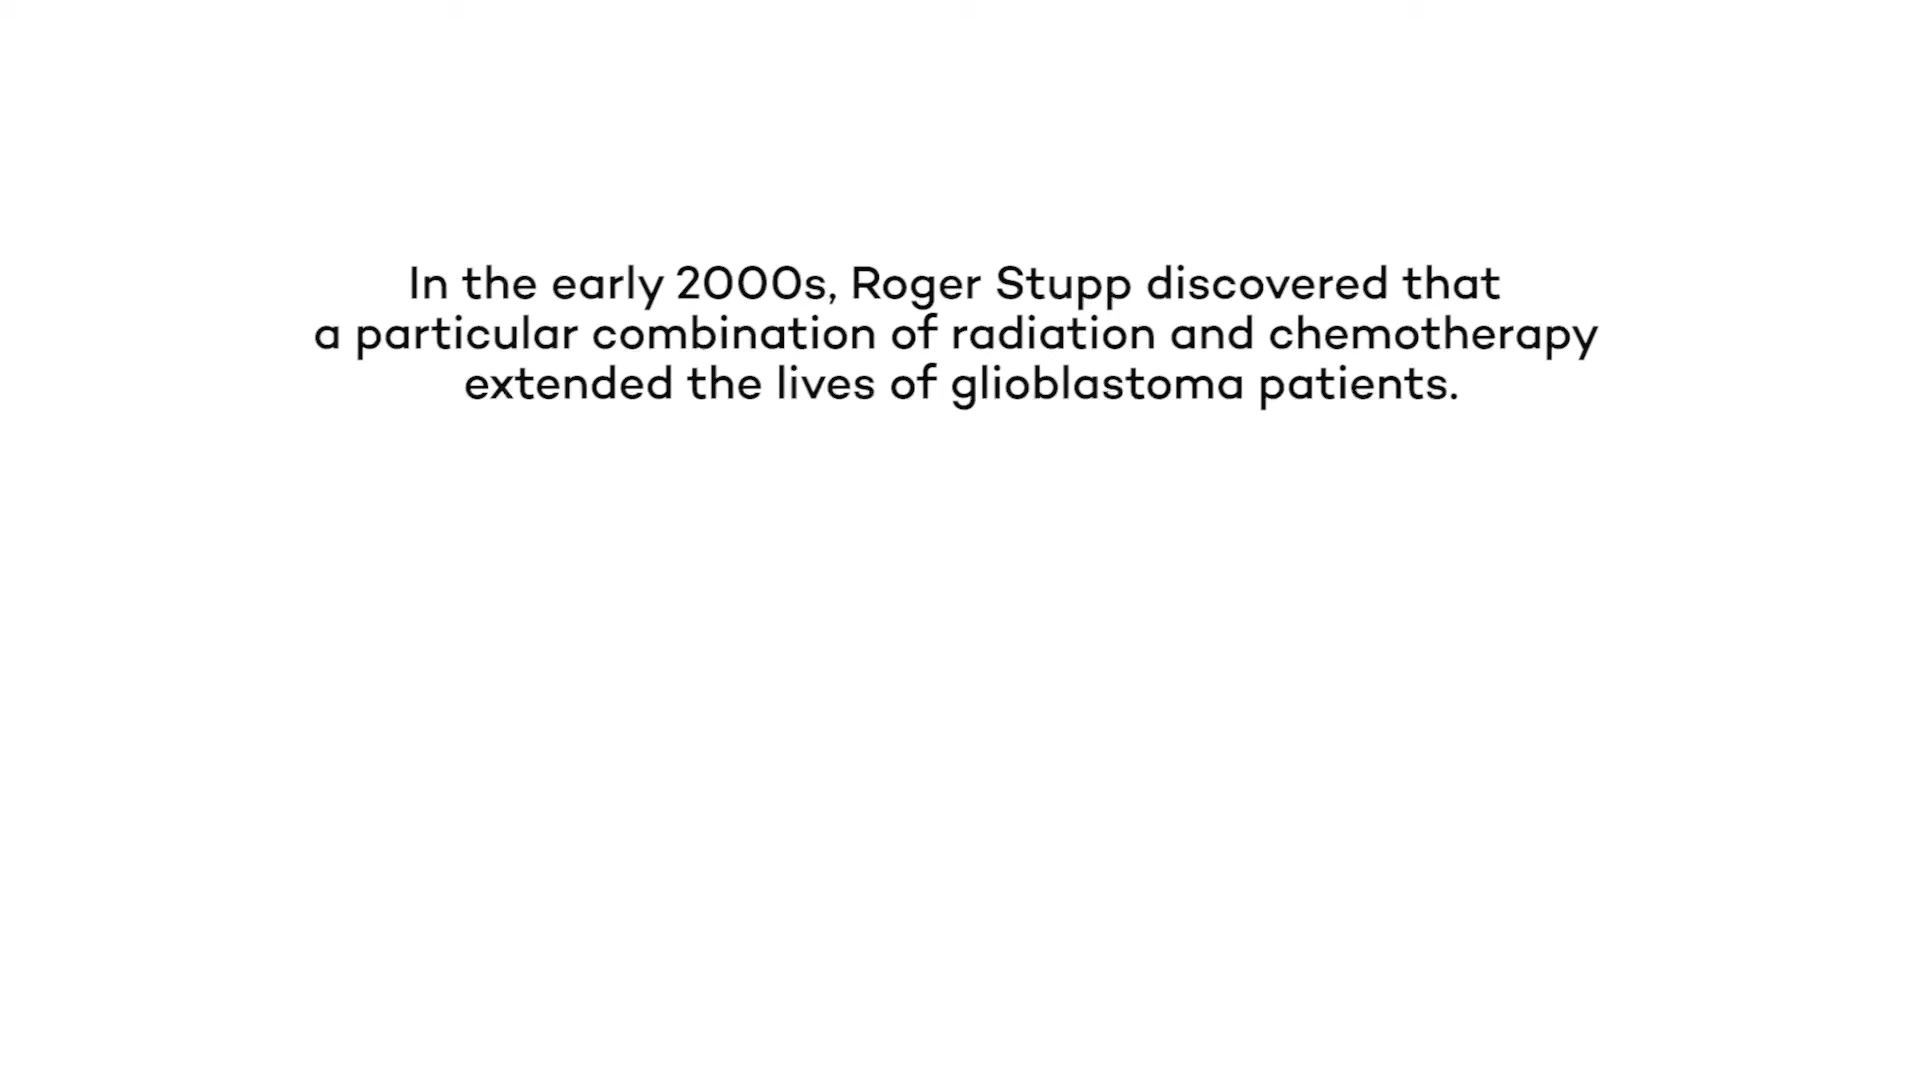 In the early 2000s, Roger Stupp discovered that
a particular combination of radiation and chemotherapy
extended the lives of glioblastoma patients.